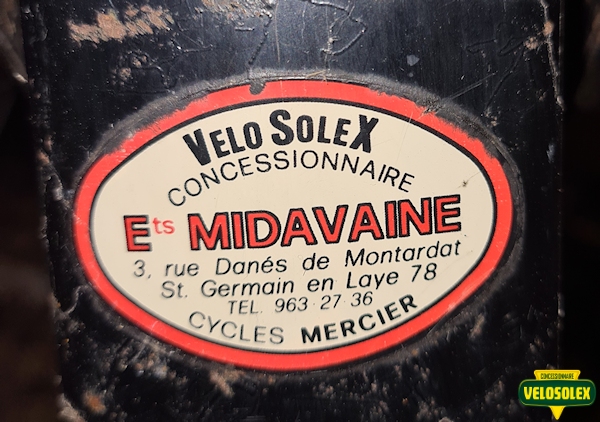 VELO SOLEX
CONCESSIONNAIRE
Ets MIDAVAINE
3, rue Danés de Montardat
St. Germain en Laye 78
TEL. 963 27 36
CYCLES MERCIER
CONCESSIONNAIRE
VELOSOLEX